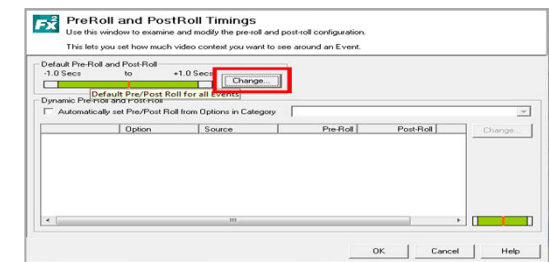 Fx2
PreRoll and PostRoll Timings
Use this window to examine and modify the pre-roll and post-roll configuration.
This lets you set how much video context you want to see around an Event.
Default Pre-Roll and Post-Roll
-1.0 Secs to +1.0 Secs
Change...
Default Pre/Post Roll for all Events
Dynamic Pre-Roll and Post-Roll
Automatically set Pre/Post Roll from Options in Category
Option Source Pre-Roll Post-Roll Change...
OK Cancel Help